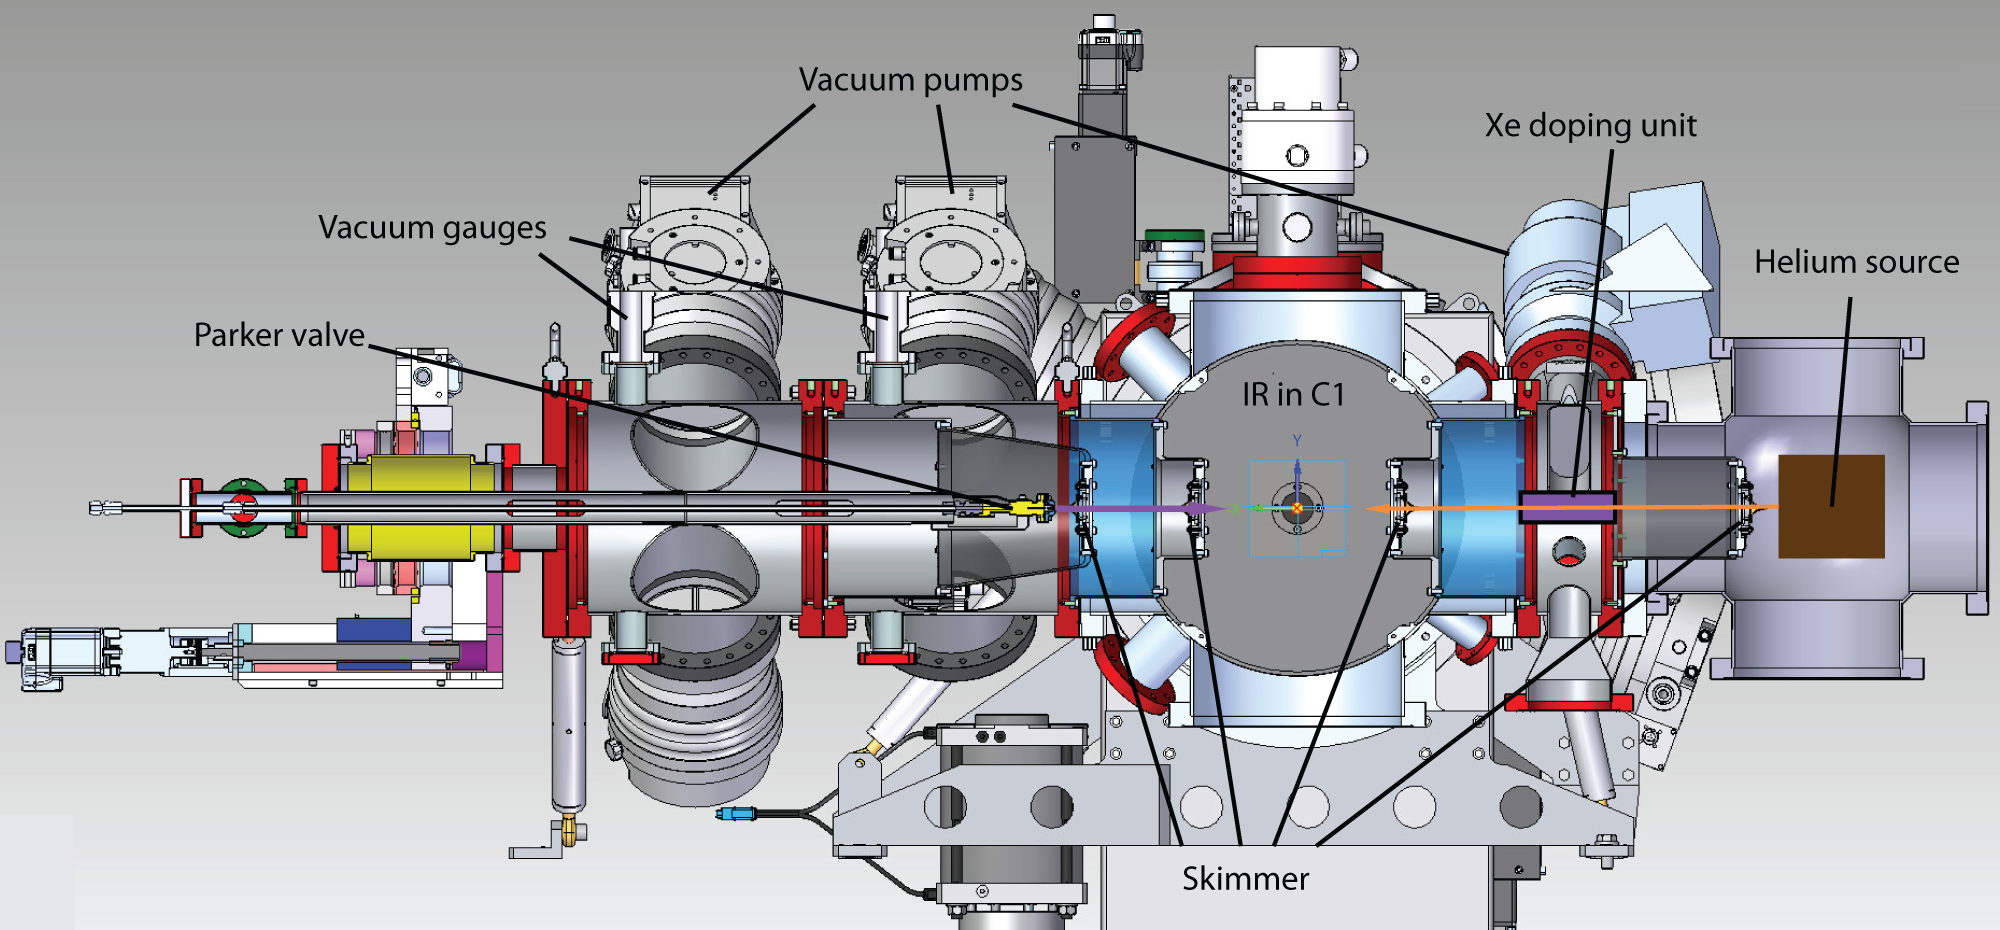 Vacuum pumps
Xe doping unit
Vacuum gauges
Helium source
Parker valve
IR in C1
Y
Skimmer